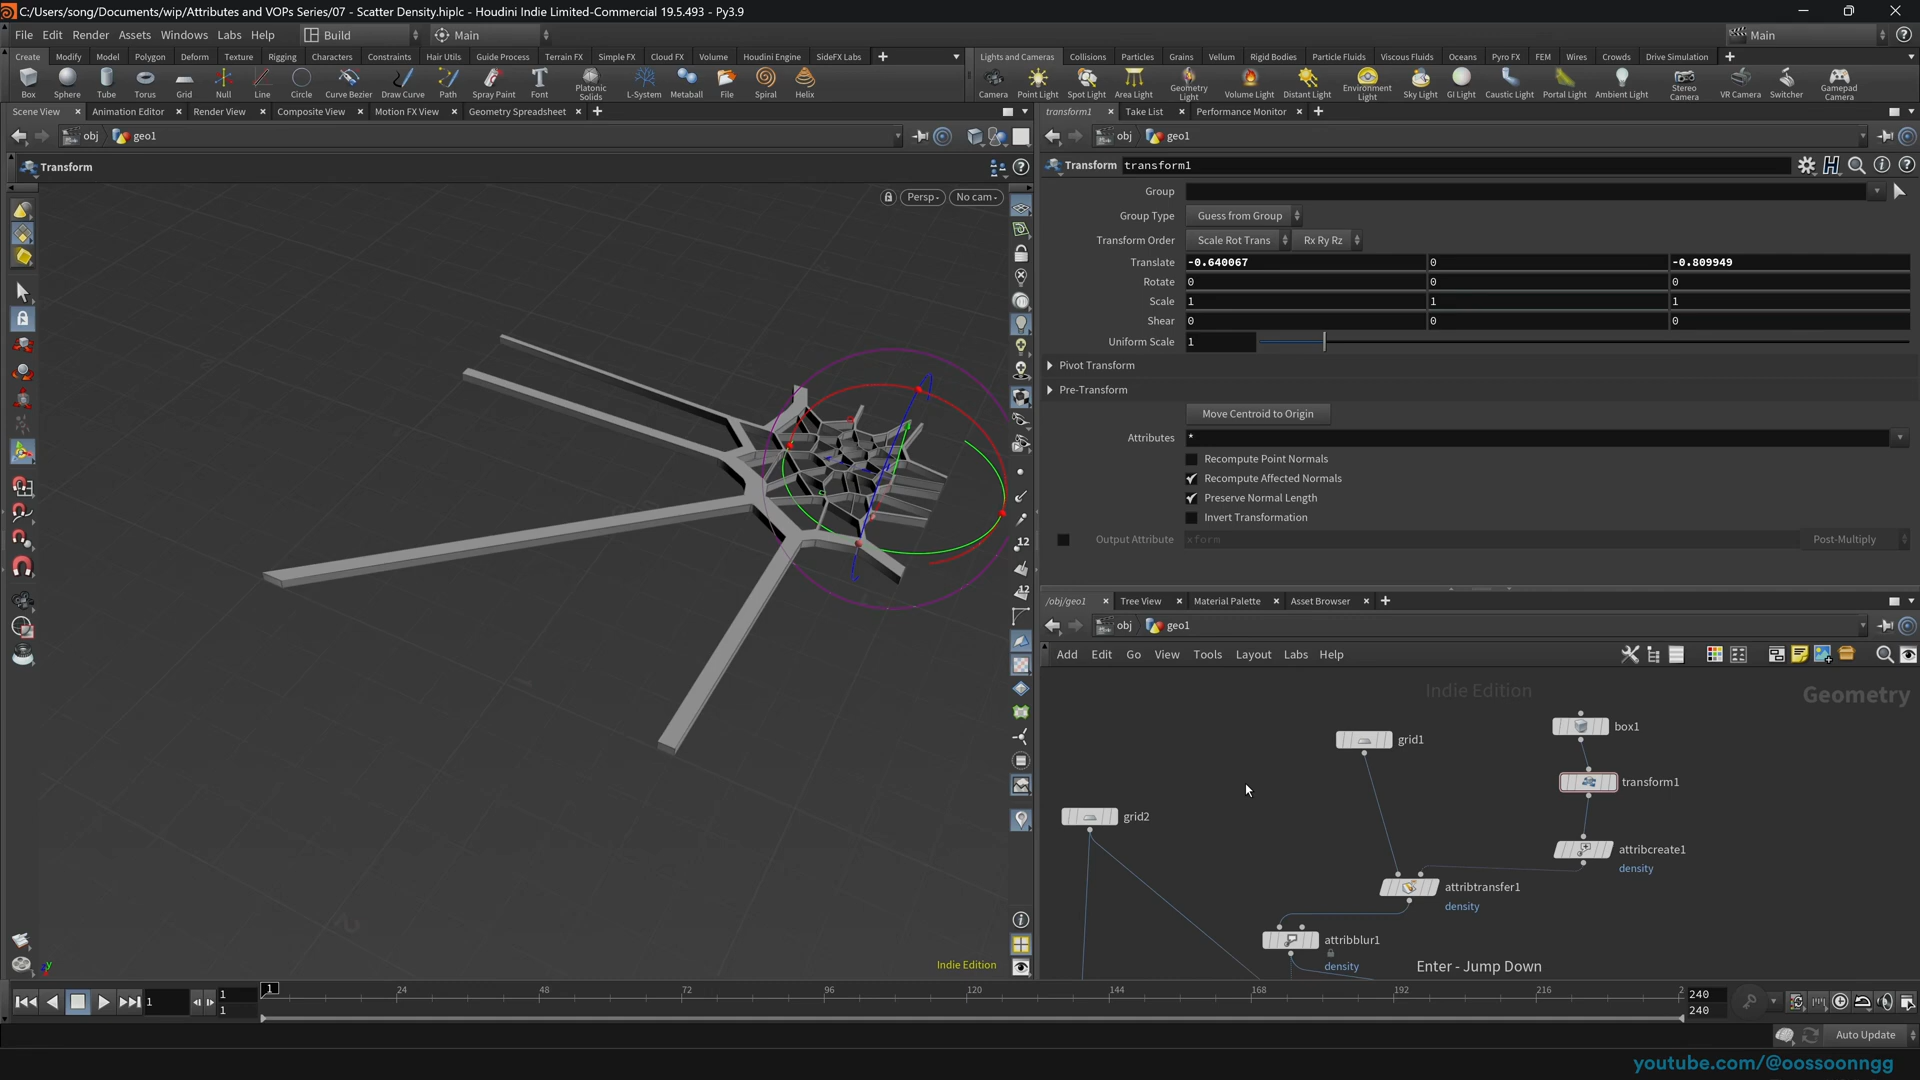 C:/Users/song/Documents/wip/Attributes and VOPs Series/07 - Scatter Density.hiplc - Houdini Indie Limited-Commercial 19.5.493 - Py3.9
File Edit Render Assets Windows Labs Help Build Main Main
Create Modify Model Polygon Deform Texture Rigging Characters Constraints Hair Utils Guide Process Terrain FX Simple FX Cloud FX Volume Houdini Engine SideFX Labs
Lights and Cameras Collisions Particles Grains Vellum Rigid Bodies Particle Fluids Viscous Fluids Oceans Pyro FX FEM Wires Crowds Drive Simulation
Box Sphere Tube Torus Grid Null Line Circle Curve Bezier Draw Curve Path Spray Paint Font Platonic Solids L-System Metaball File Spiral Helix
Camera Point Light Spot Light Area Light Geometry Light Volume Light Distant Light Environment Light Sky Light GI Light Caustic Light Portal Light Ambient Light Stereo Camera VR Camera Switcher Gamepad Camera
Scene View Animation Editor Render View Composite View Motion FX View Geometry Spreadsheet
transform1 Take List Performance Monitor
obj geo1
obj geo1
Transform
Transform transform1
Persp No cam
Group
Group Type Guess from Group
Transform Order Scale Rot Trans Rx Ry Rz
Translate -0.640067 0 -0.809949
Rotate 0 0 0
Scale 1 1 1
Shear 0 0 0
Uniform Scale 1
Pivot Transform
Pre-Transform
Move Centroid to Origin
Attributes *
Recompute Point Normals
Recompute Affected Normals
Preserve Normal Length
Invert Transformation
Output Attribute xform Post-Multiply
12
12
/obj/geo1 Tree View Material Palette Asset Browser
obj geo1
Add Edit Go View Tools Layout Labs Help
Indie Edition
Geometry
box1
grid1
transform1
grid2
attribcreate1
density
attribtransfer1
density
attribblur1
density
Enter - Jump Down
Indie Edition
y
1 1 1 24 48 72 96 120 144 168 192 216 2 240
1 240
Auto Update
youtube.com/@oossoonngg